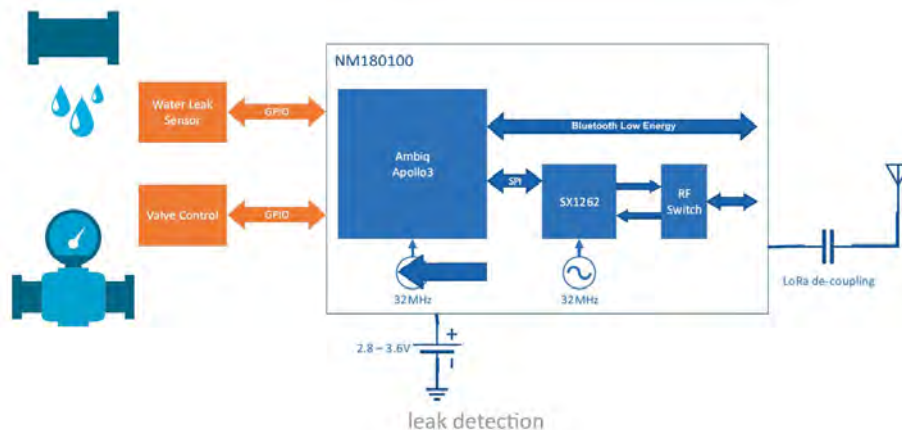 NM180100
Water Leak
Sensor
GPIO
Ambiq
Apollo3
Bluetooth Low Energy
SPI
SX1262
RF
Switch
Valve Control
GPIO
32MHz
32MHz
LoRa de-coupling
2.8 – 3.6V
+
–
leak detection